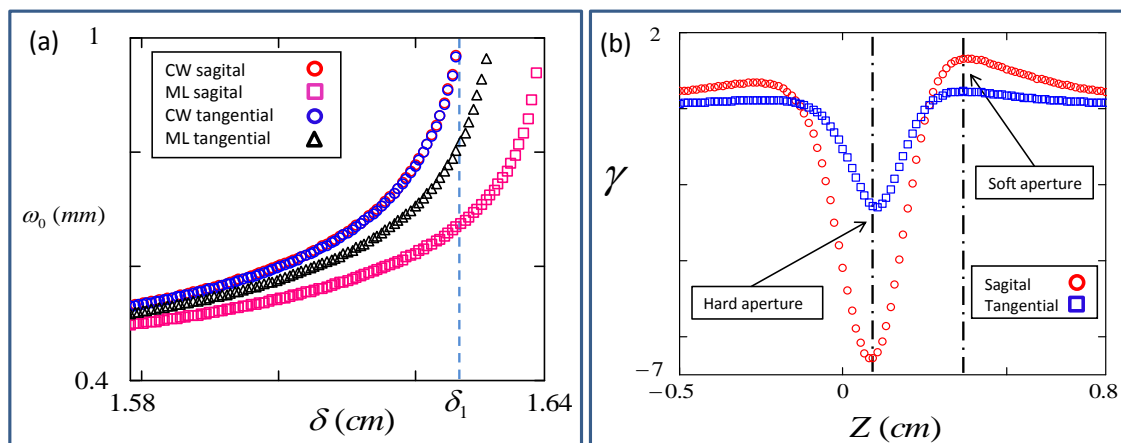 (a)
1
CW sagital
ML sagital
CW tangential
ML tangential
ω₀ (mm)
0.4
1.58
δ (cm)
δ₁
1.64
(b)
2
γ
Soft aperture
Hard aperture
Sagital
Tangential
−7
−0.5
0
0.8
Z (cm)